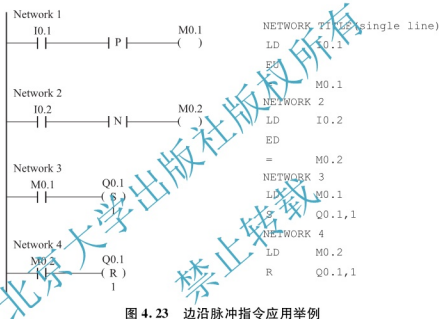 Network 1
I0.1
P
M0.1
( )
Network 2
I0.2
N
M0.2
( )
Network 3
M0.1
Q0.1
( S )
1
Network 4
M0.2
Q0.1
( R )
1
NETWORK TITLE(single line)
LD I0.1
EU
M0.1
NETWORK 2
LD I0.2
ED
= M0.2
NETWORK 3
LD M0.1
S Q0.1,1
NETWORK 4
LD M0.2
R Q0.1,1
图 4.23 边沿脉冲指令应用举例
北京大学出版社版权所有
禁止转载